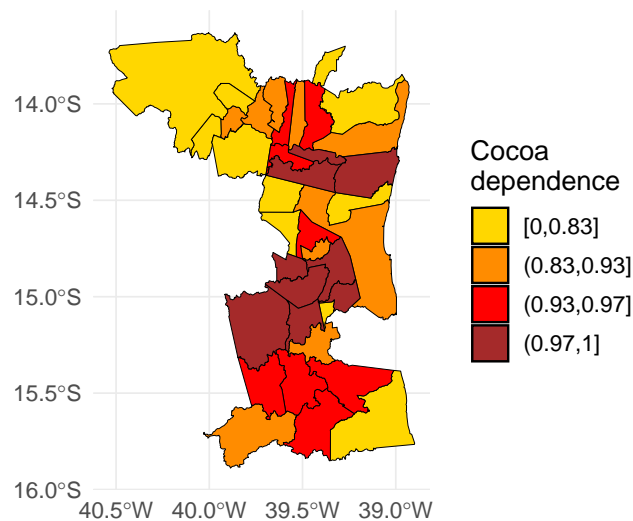 14.0°S
14.5°S
15.0°S
15.5°S
16.0°S
40.5°W 40.0°W 39.5°W 39.0°W
Cocoa
dependence
[0,0.83]
(0.83,0.93]
(0.93,0.97]
(0.97,1]